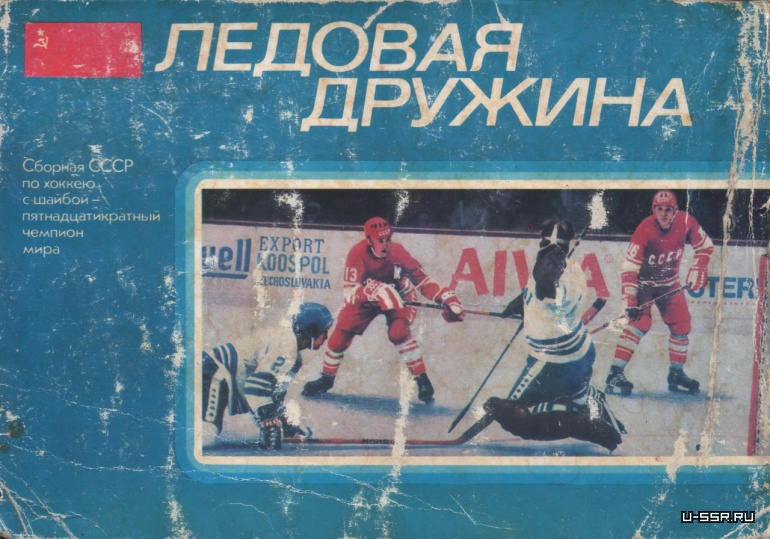 ЛЕДОВАЯ
ДРУЖИНА
Сборная СССР
по хоккею
с шайбой –
пятнадцатикратный
чемпион
мира
EXPORT
KOOSPOL
CZECHOSLOVAKIA
13
AIWA
16
СССР
2
U-SSR.RU